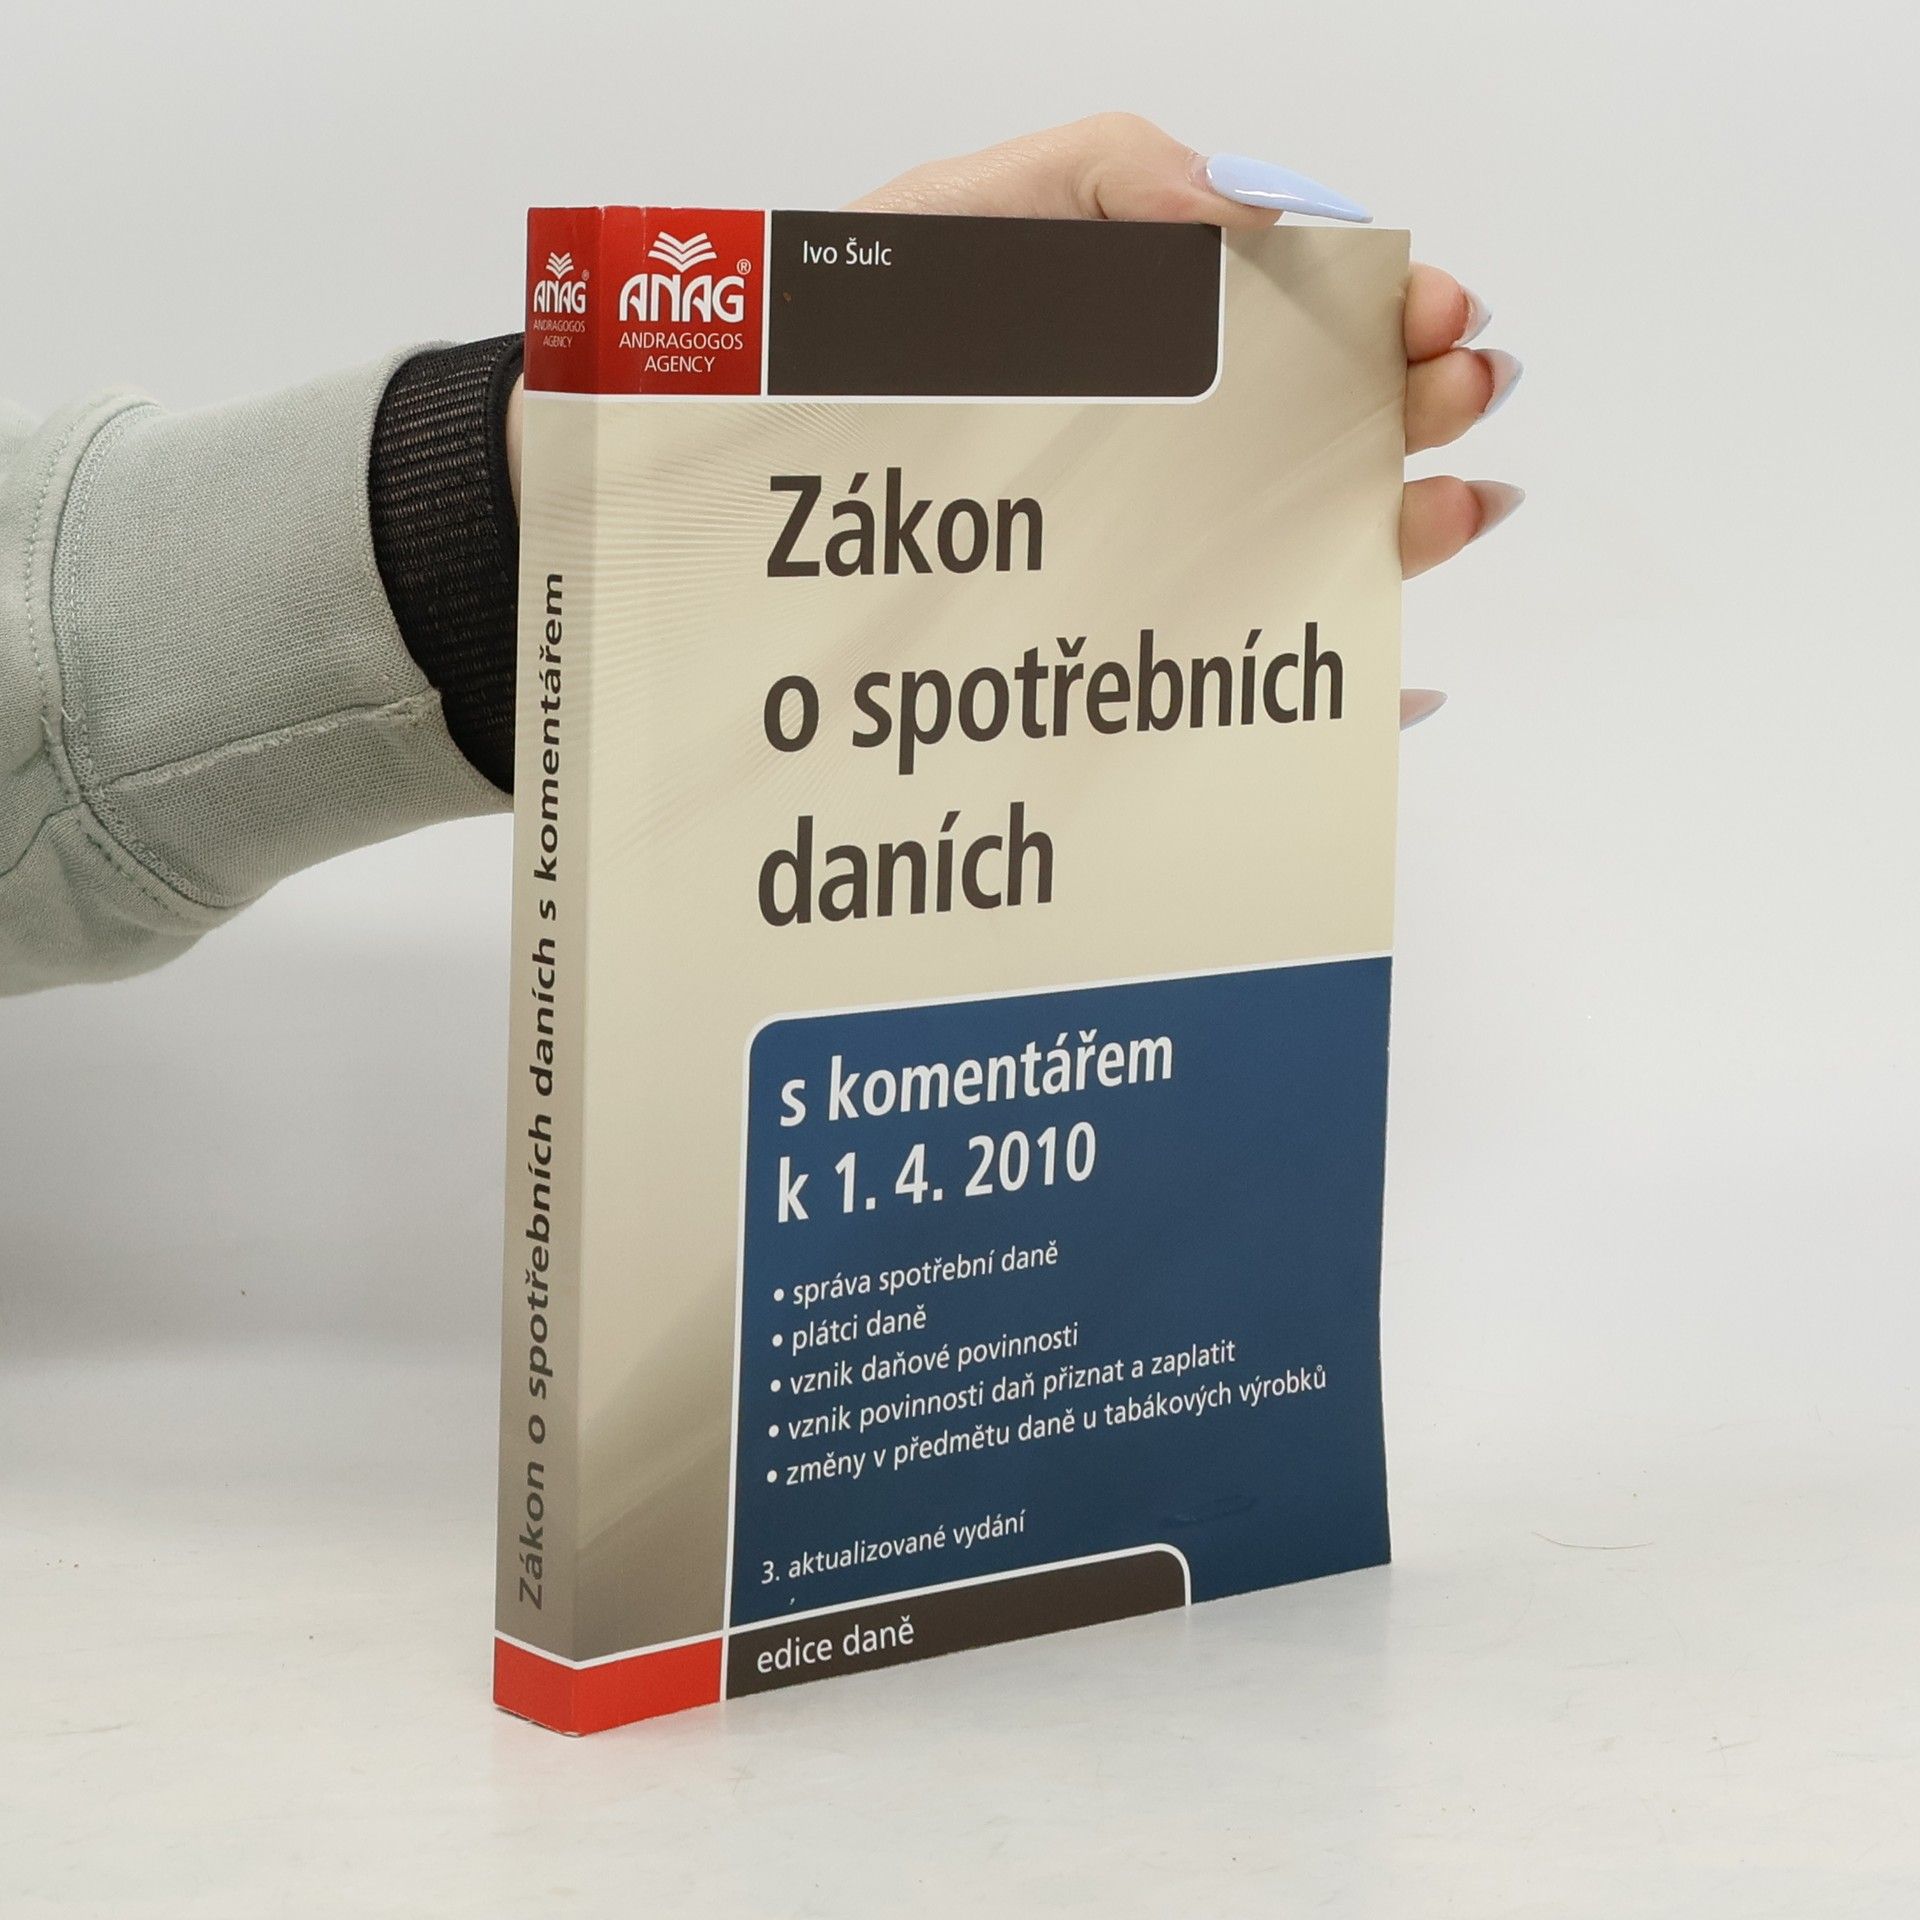 ANAG®
ANDRAGOGOS
AGENCY
Zákon o spotřebních daních s komentářem
ANAG®
ANDRAGOGOS
AGENCY
Ivo Šulc
Zákon
o spotřebních
daních
s komentářem
k 1. 4. 2010
• správa spotřební daně
• plátci daně
• vznik daňové povinnosti
• vznik povinnosti daň přiznat a zaplatit
• změny v předmětu daně u tabákových výrobků
3. aktualizované vydání
edice daně